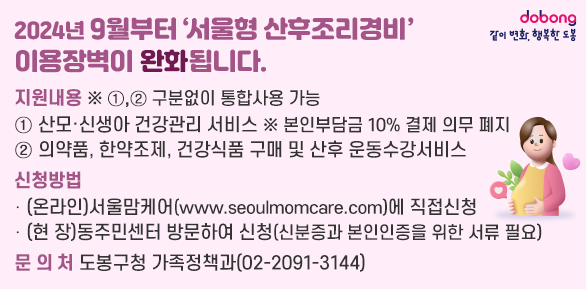 dobong
같이 변화, 행복한 도봉
2024년 9월부터 ‘서울형 산후조리경비’
이용장벽이 완화됩니다.
지원내용 ※ ①,② 구분없이 통합사용 가능
① 산모·신생아 건강관리 서비스 ※ 본인부담금 10% 결제 의무 폐지
② 의약품, 한약조제, 건강식품 구매 및 산후 운동수강서비스
신청방법
· (온라인)서울맘케어(www.seoulmomcare.com)에 직접신청
· (현 장)동주민센터 방문하여 신청(신분증과 본인인증을 위한 서류 필요)
문 의 처 도봉구청 가족정책과(02-2091-3144)